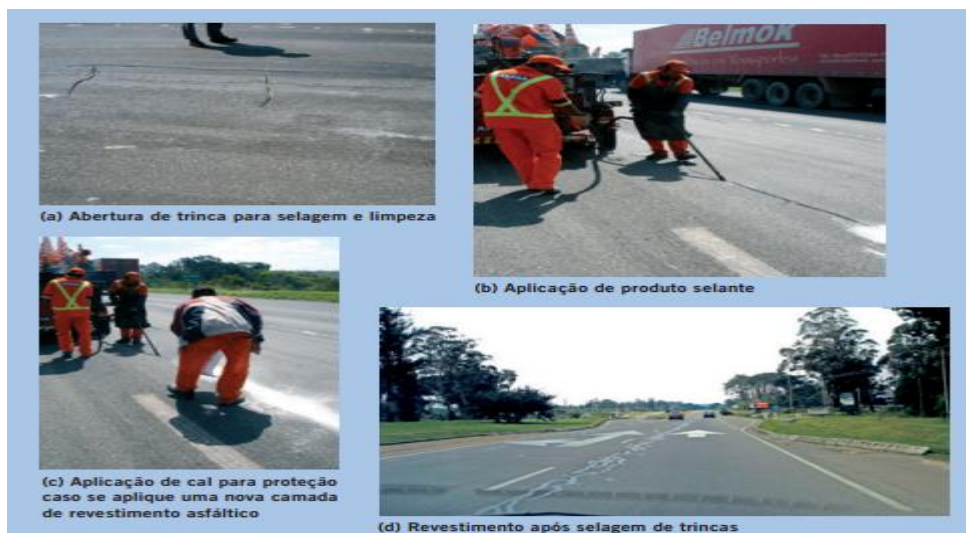 Belmok
(a) Abertura de trinca para selagem e limpeza
(b) Aplicação de produto selante
(c) Aplicação de cal para proteção
caso se aplique uma nova camada
de revestimento asfáltico
(d) Revestimento após selagem de trincas